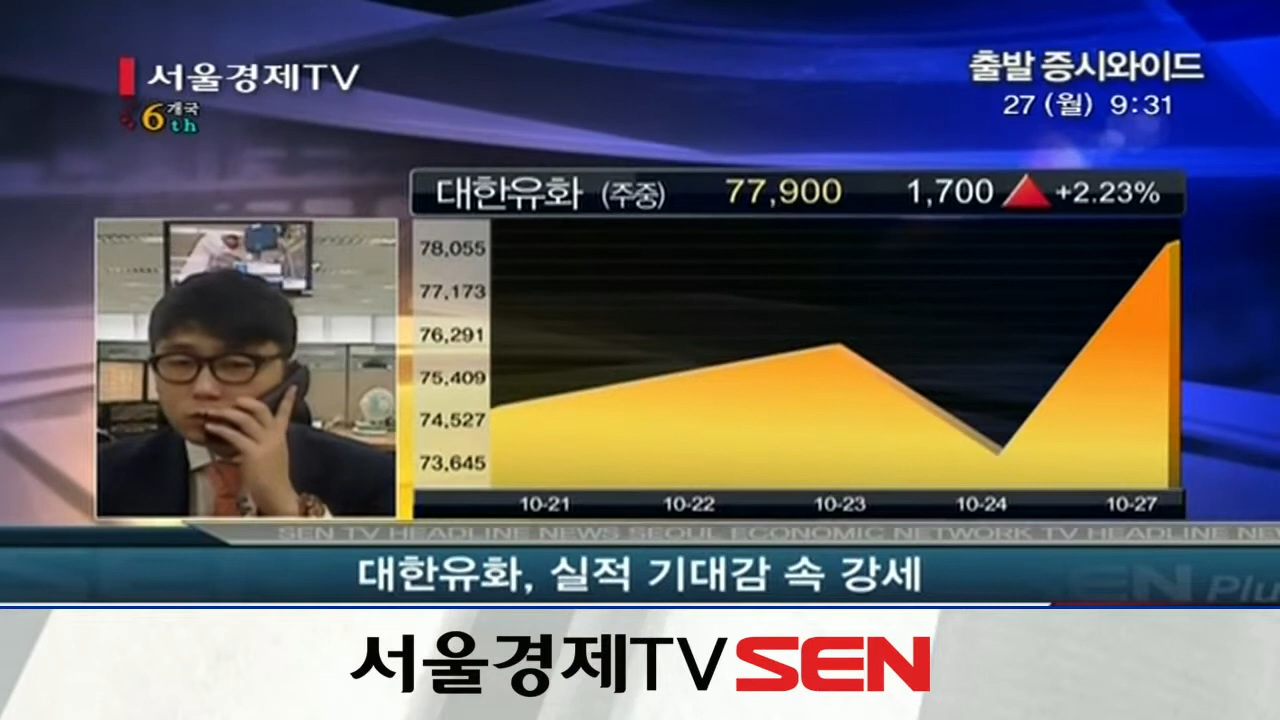 서울경제TV
6th 개국
출발 증시와이드
27 (월) 9:31
대한유화 (주중) 77,900 1,700 ▲ +2.23%
78,055
77,173
76,291
75,409
74,527
73,645
10-21 10-22 10-23 10-24 10-27
SEN TV HEADLINE NEWS SEOUL ECONOMIC NETWORK TV HEADLINE NE
대한유화, 실적 기대감 속 강세
EN Plu
서울경제TV SEN